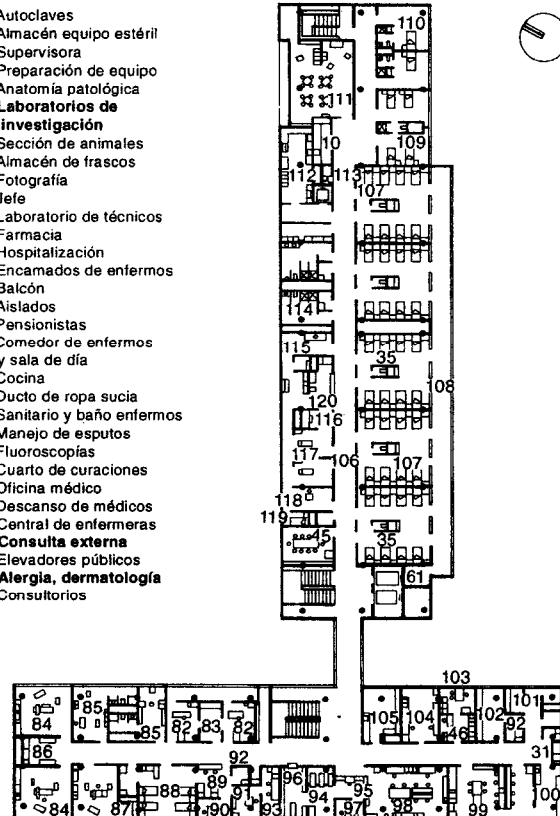 Autoclaves
Almacén equipo estéril
Supervisora
Preparación de equipo
Anatomía patológica
Laboratorios de
investigación
Sección de animales
Almacén de frascos
Fotografía
Jefe
Laboratorio de técnicos
Farmacia
Hospitalización
Encamados de enfermos
Balcón
Aislados
Pensionistas
Comedor de enfermos
y sala de día
Cocina
Ducto de ropa sucia
Sanitario y baño enfermos
Manejo de esputos
Fluoroscopías
Cuarto de curaciones
Oficina médico
Descanso de médicos
Central de enfermeras
Consulta externa
Elevadores públicos
Alergia, dermatología
Consultorios
110
111
10
109
112
113
107
114
115
35
108
120
116
117
106
107
118
119
45
35
61
103
84
85
85
82
83
82
105
104
46
102
101
92
86
92
31
84
87
88
89
90
91
93
96
94
95
97
98
99
00